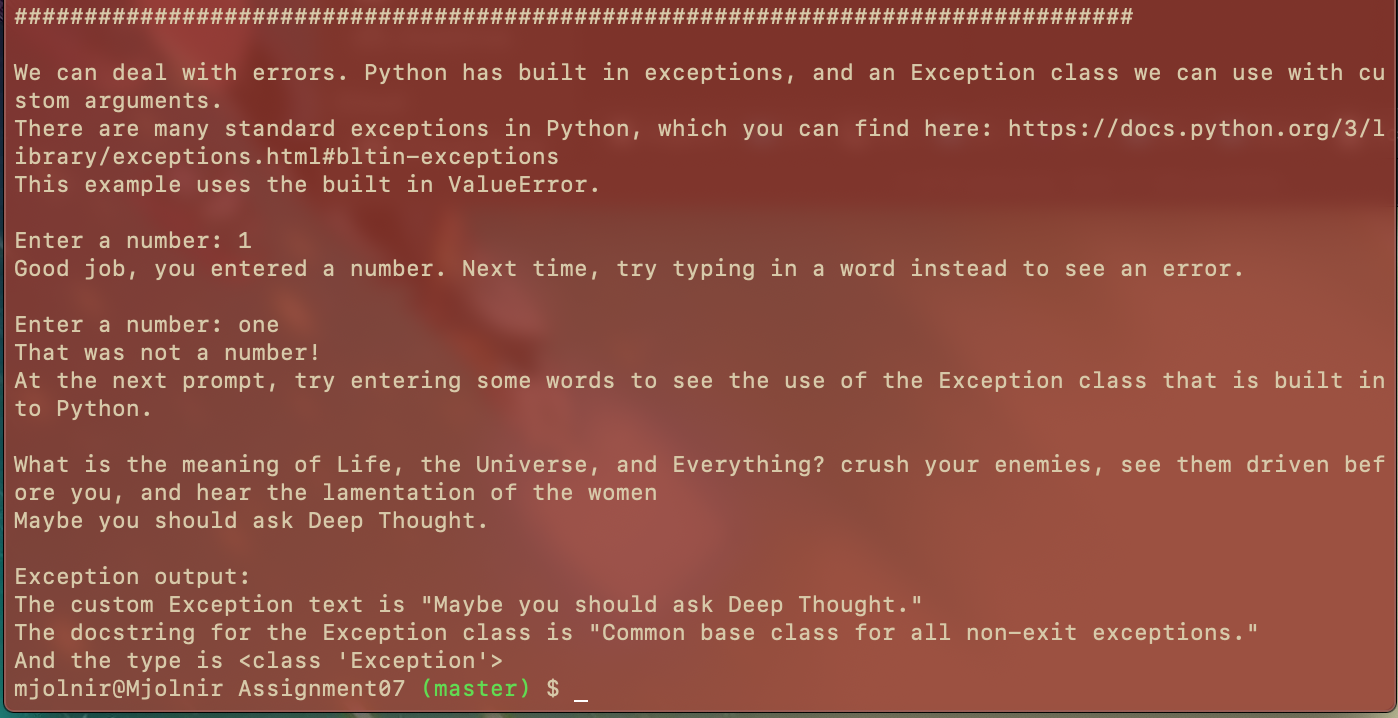 ################################################################################
We can deal with errors. Python has built in exceptions, and an Exception class we can use with cu
stom arguments.
There are many standard exceptions in Python, which you can find here: https://docs.python.org/3/l
ibrary/exceptions.html#bltin-exceptions
This example uses the built in ValueError.
Enter a number: 1
Good job, you entered a number. Next time, try typing in a word instead to see an error.
Enter a number: one
That was not a number!
At the next prompt, try entering some words to see the use of the Exception class that is built in
to Python.
What is the meaning of Life, the Universe, and Everything? crush your enemies, see them driven bef
ore you, and hear the lamentation of the women
Maybe you should ask Deep Thought.
Exception output:
The custom Exception text is "Maybe you should ask Deep Thought."
The docstring for the Exception class is "Common base class for all non-exit exceptions."
And the type is <class 'Exception'>
mjolnir@Mjolnir Assignment07 (master) $ _